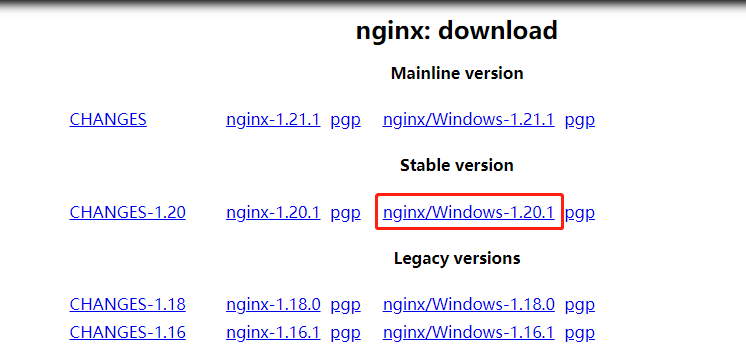 nginx: download
Mainline version
CHANGES nginx-1.21.1 pgp nginx/Windows-1.21.1 pgp
Stable version
CHANGES-1.20 nginx-1.20.1 pgp nginx/Windows-1.20.1 pgp
Legacy versions
CHANGES-1.18 nginx-1.18.0 pgp nginx/Windows-1.18.0 pgp
CHANGES-1.16 nginx-1.16.1 pgp nginx/Windows-1.16.1 pgp